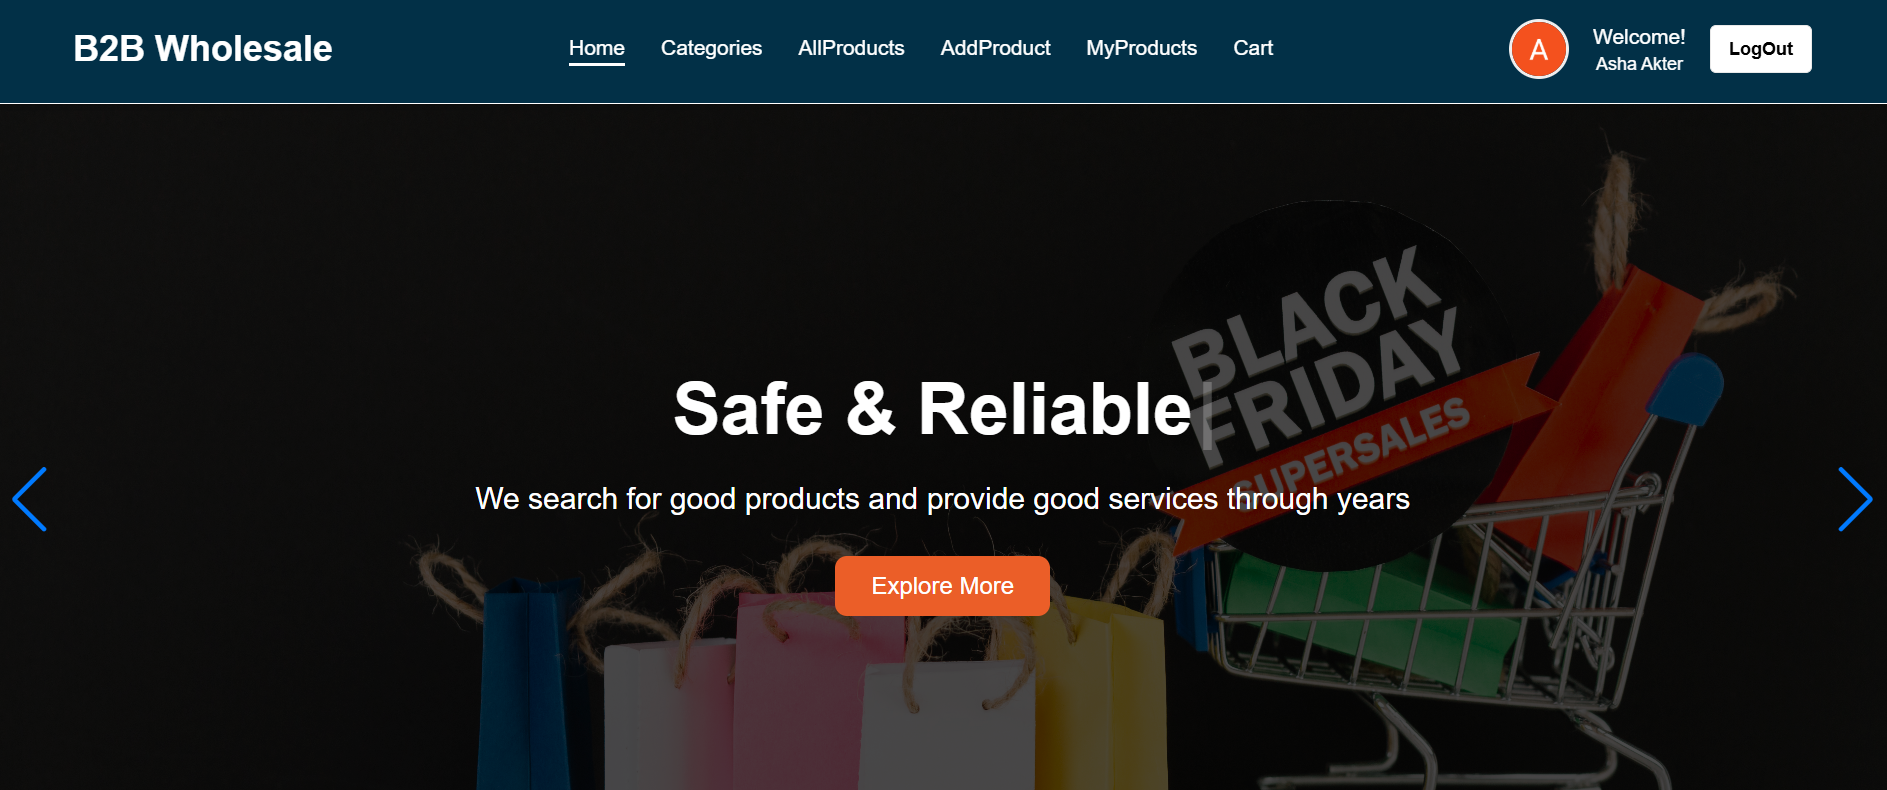 B2B Wholesale
Home
Categories
AllProducts
AddProduct
MyProducts
Cart
A
Welcome!
Asha Akter
LogOut
BLACK
FRIDAY
SUPERSALES
Safe & Reliable
We search for good products and provide good services through years
Explore More